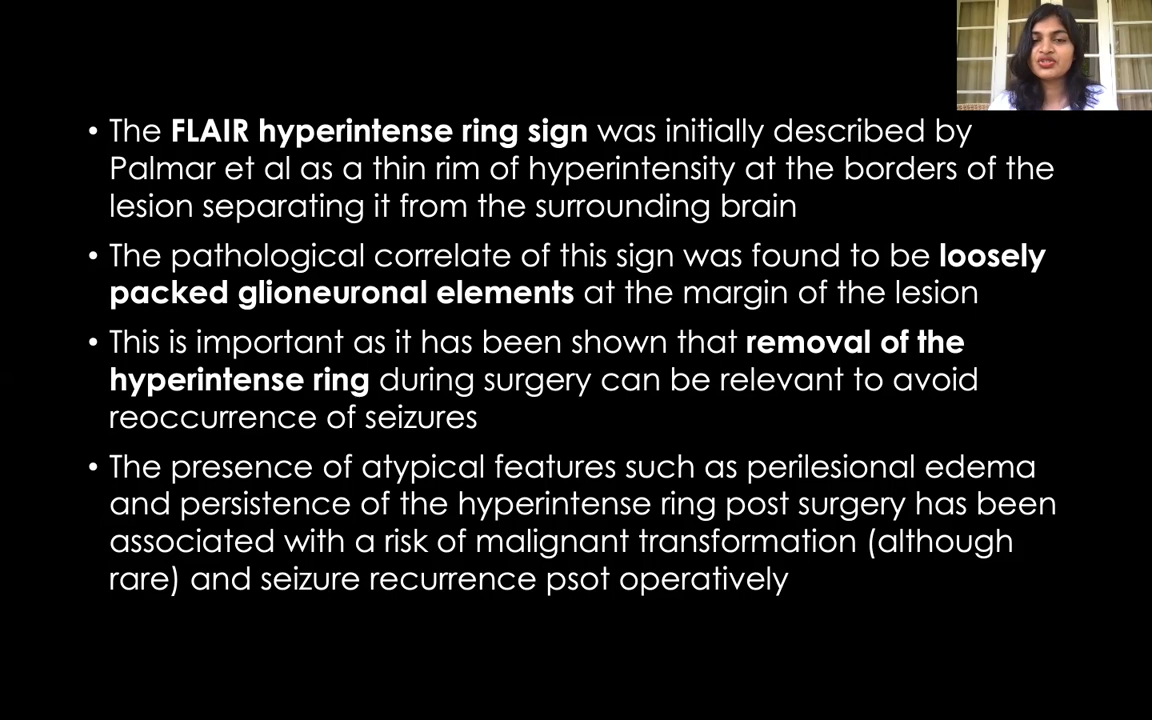 • The FLAIR hyperintense ring sign was initially described by
Palmar et al as a thin rim of hyperintensity at the borders of the
lesion separating it from the surrounding brain
• The pathological correlate of this sign was found to be loosely
packed glioneuronal elements at the margin of the lesion
• This is important as it has been shown that removal of the
hyperintense ring during surgery can be relevant to avoid
reoccurrence of seizures
• The presence of atypical features such as perilesional edema
and persistence of the hyperintense ring post surgery has been
associated with a risk of malignant transformation (although
rare) and seizure recurrence psot operatively